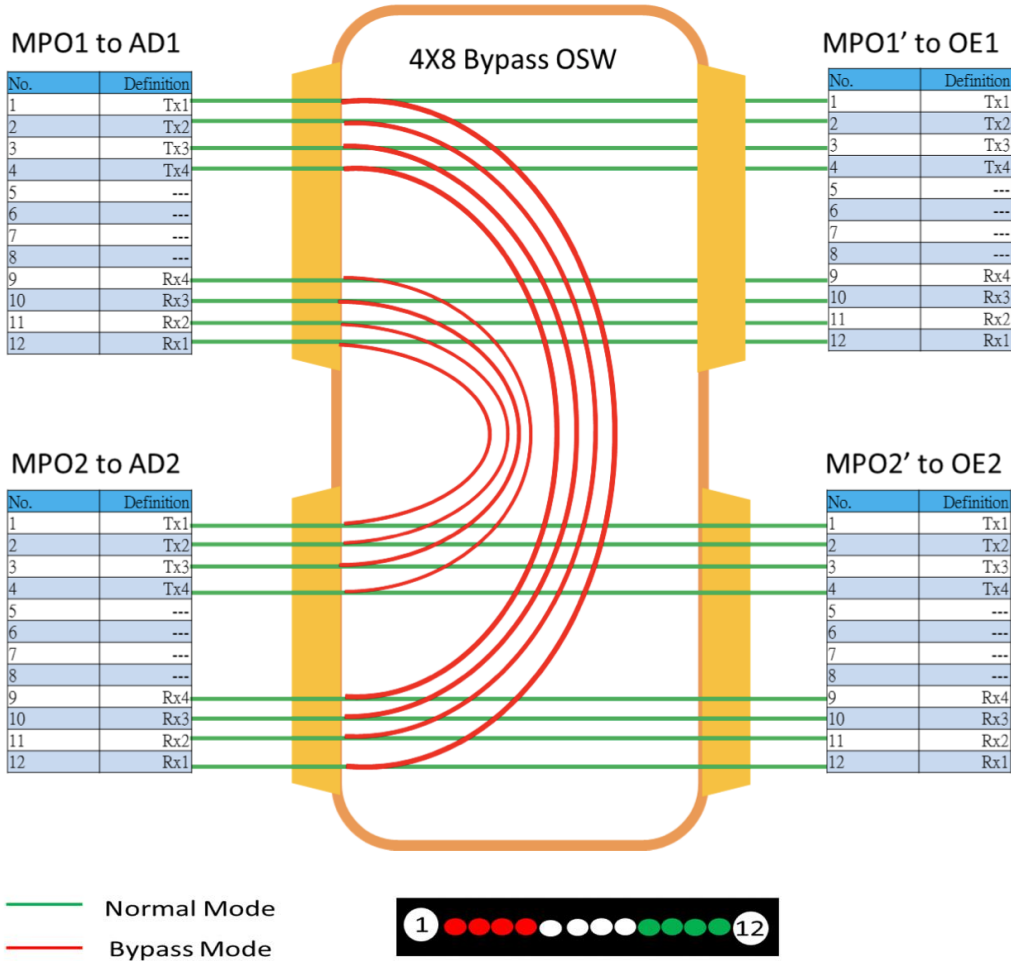 4X8 Bypass OSW
MPO1 to AD1
No. Definition
1 Tx1
2 Tx2
3 Tx3
4 Tx4
5 ---
6 ---
7 ---
8 ---
9 Rx4
10 Rx3
11 Rx2
12 Rx1
MPO1’ to OE1
No. Definition
1 Tx1
2 Tx2
3 Tx3
4 Tx4
5 ---
6 ---
7 ---
8 ---
9 Rx4
10 Rx3
11 Rx2
12 Rx1
MPO2 to AD2
No. Definition
1 Tx1
2 Tx2
3 Tx3
4 Tx4
5 ---
6 ---
7 ---
8 ---
9 Rx4
10 Rx3
11 Rx2
12 Rx1
MPO2’ to OE2
No. Definition
1 Tx1
2 Tx2
3 Tx3
4 Tx4
5 ---
6 ---
7 ---
8 ---
9 Rx4
10 Rx3
11 Rx2
12 Rx1
Normal Mode
Bypass Mode
1 12